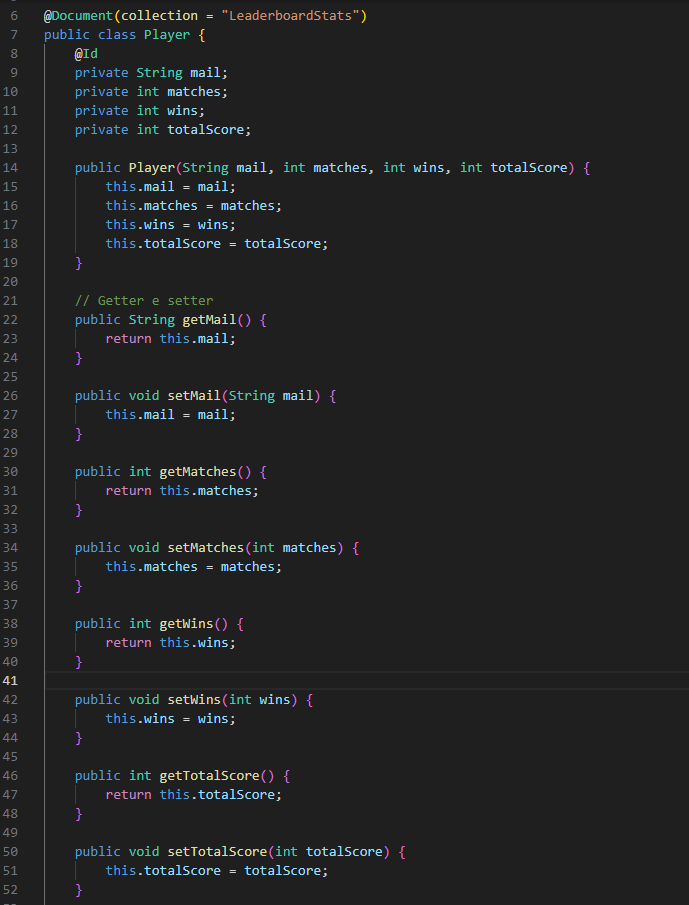 6 @Document(collection = "LeaderboardStats")
7 public class Player {
8     @Id
9     private String mail;
10     private int matches;
11     private int wins;
12     private int totalScore;
13
14     public Player(String mail, int matches, int wins, int totalScore) {
15         this.mail = mail;
16         this.matches = matches;
17         this.wins = wins;
18         this.totalScore = totalScore;
19     }
20
21     // Getter e setter
22     public String getMail() {
23         return this.mail;
24     }
25
26     public void setMail(String mail) {
27         this.mail = mail;
28     }
29
30     public int getMatches() {
31         return this.matches;
32     }
33
34     public void setMatches(int matches) {
35         this.matches = matches;
36     }
37
38     public int getWins() {
39         return this.wins;
40     }
41
42     public void setWins(int wins) {
43         this.wins = wins;
44     }
45
46     public int getTotalScore() {
47         return this.totalScore;
48     }
49
50     public void setTotalScore(int totalScore) {
51         this.totalScore = totalScore;
52     }